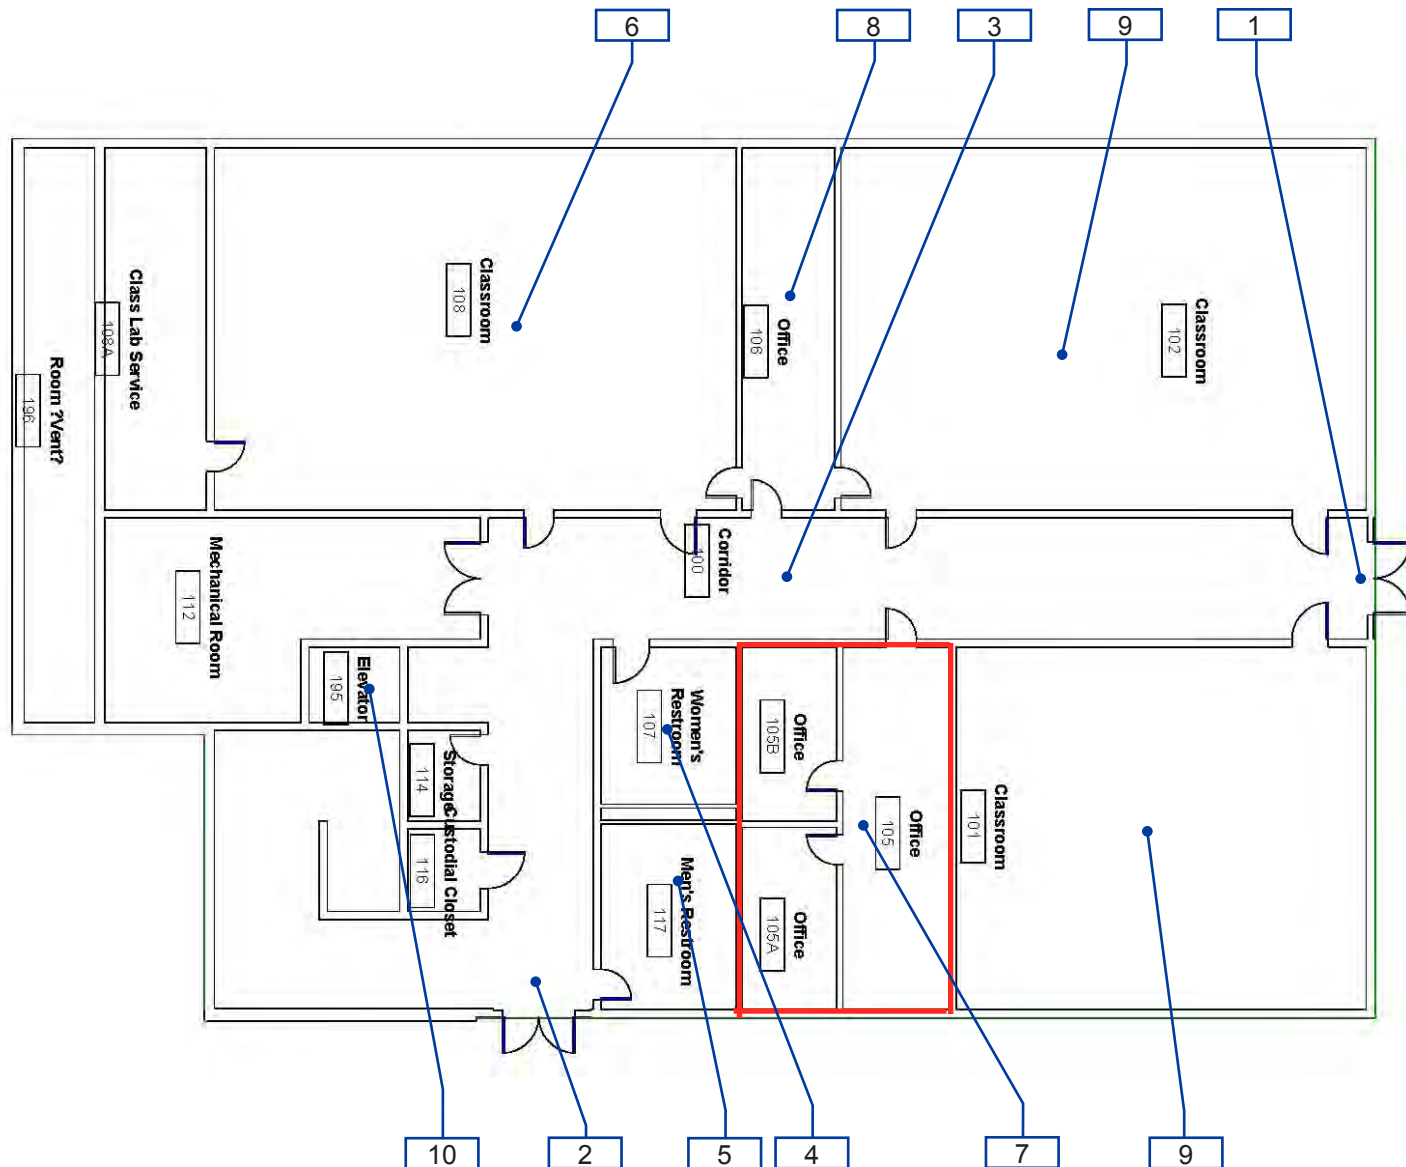 6
8
3
9
1
Classroom
108
Office
106
Classroom
102
Class Lab Service
108A
Room ?Vent?
196
Mechanical Room
112
Corridor
100
Elevator
195
Women's
Restroom
107
Office
105B
Office
105
Classroom
101
Storage
114
Custodial Closet
116
Men's Restroom
117
Office
105A
10
2
5
4
7
9